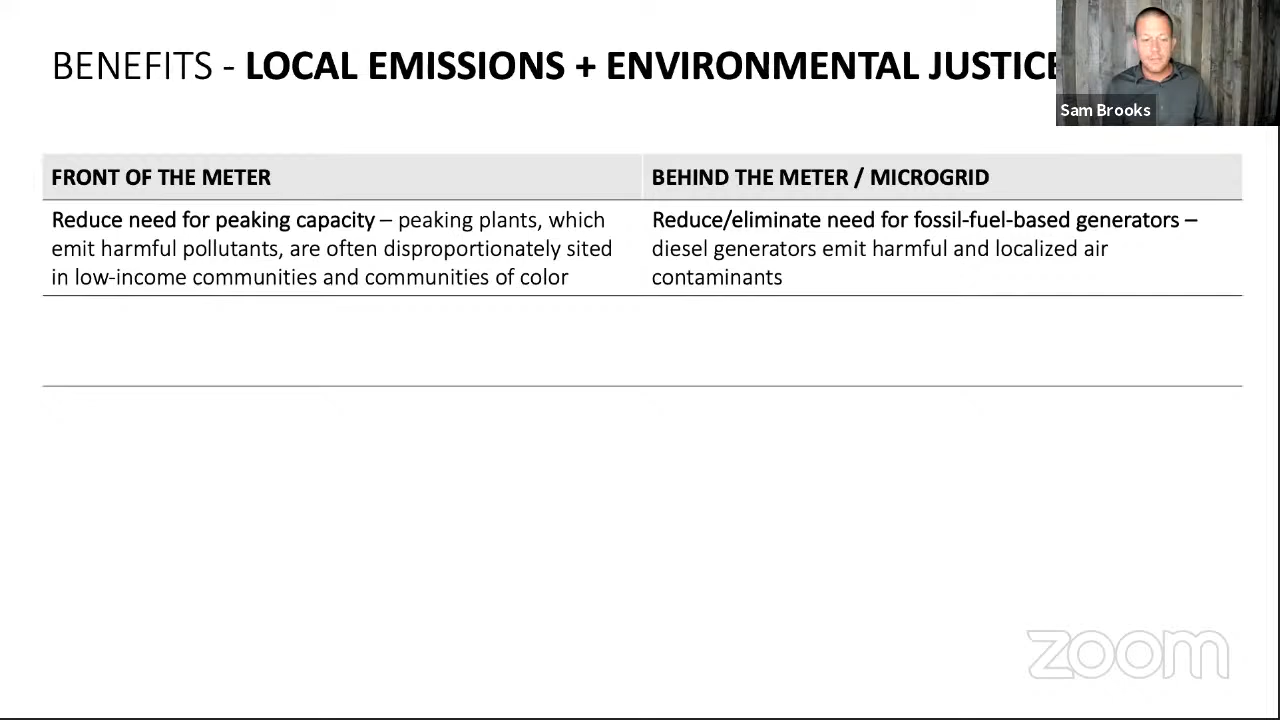 BENEFITS - LOCAL EMISSIONS + ENVIRONMENTAL JUSTICE
Sam Brooks
FRONT OF THE METER
BEHIND THE METER / MICROGRID
Reduce need for peaking capacity – peaking plants, which
emit harmful pollutants, are often disproportionately sited
in low-income communities and communities of color
Reduce/eliminate need for fossil-fuel-based generators –
diesel generators emit harmful and localized air
contaminants
zoom